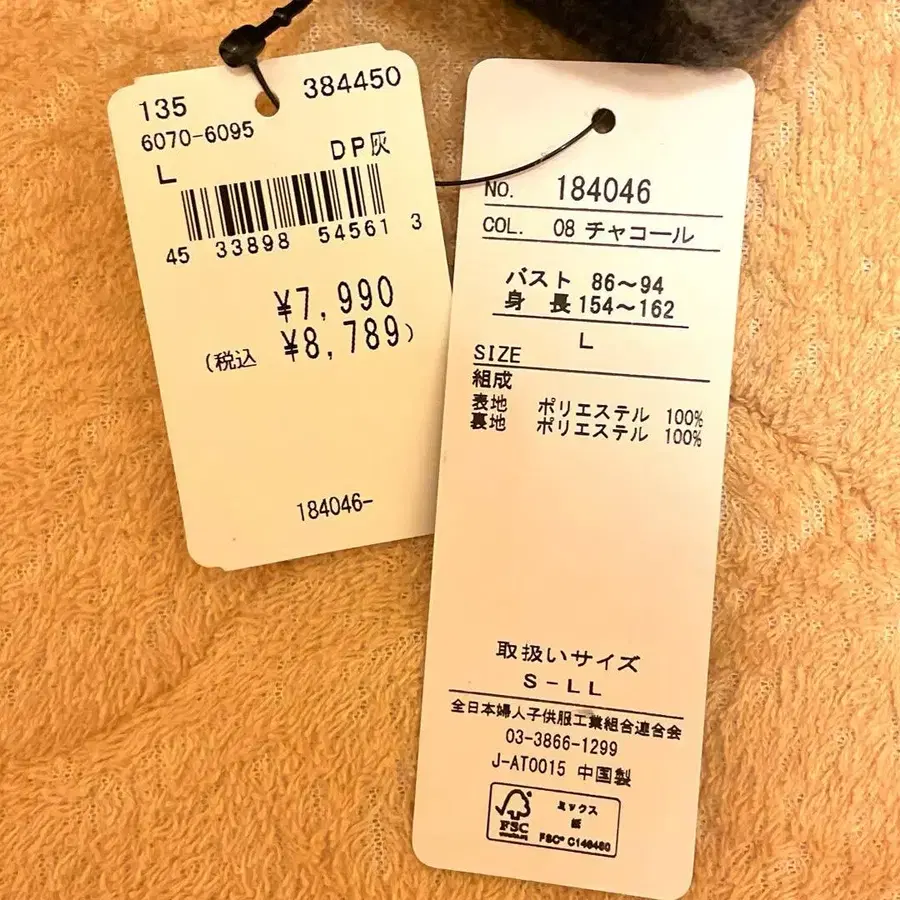 135 384450
6070-6095
L DP灰
45 33898 54561 3
¥7,990
(税込 ¥8,789)
184046-
NO. 184046
COL. 08 チャコール
バスト 86〜94
身 長 154〜162
L
SIZE
組成
表地 ポリエステル 100%
裏地 ポリエステル 100%
取扱いサイズ
S-LL
全日本婦人子供服工業組合連合会
03-3866-1299
J-AT0015 中国製
ミックス
紙
FSC
FSC® C146460